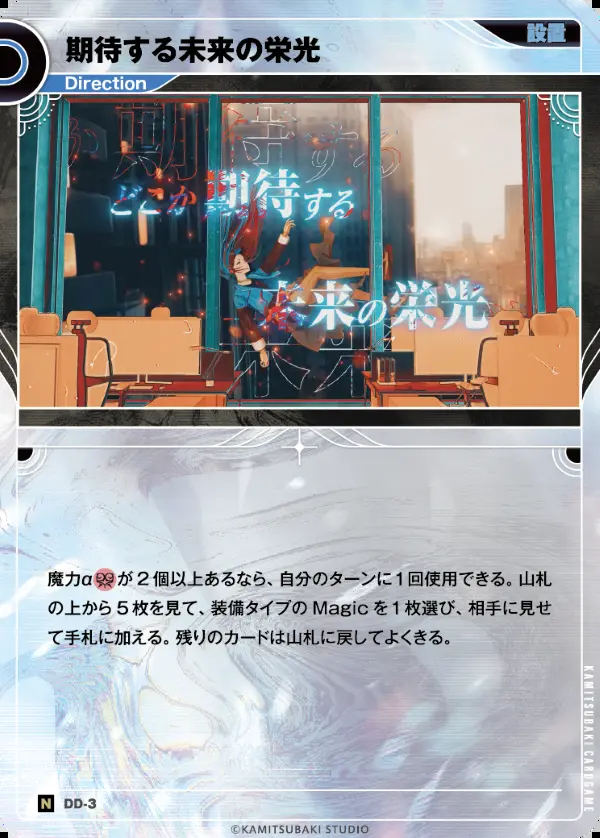 設置
期待する未来の栄光
Direction
か期待する
どこか期待する
未来の栄光
魔力α が2個以上あるなら、自分のターンに1回使用できる。山札
の上から5枚を見て、装備タイプの Magic を1枚選び、相手に見せ
て手札に加える。残りのカードは山札に戻してよくきる。
KAMITSUBAKI CARDGAME
N DD-3
©KAMITSUBAKI STUDIO